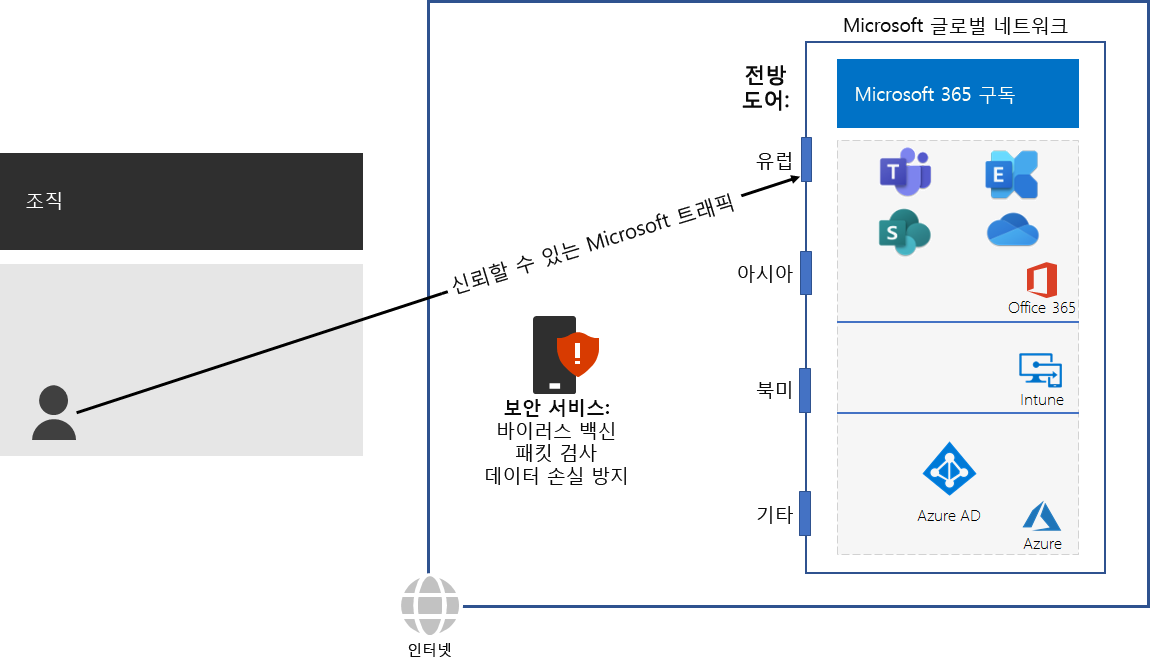 Microsoft 글로벌 네트워크
전방
도어:
Microsoft 365 구독
유럽
T
E
조직
신뢰할 수 있는 Microsoft 트래픽
S
아시아
Office 365
보안 서비스:
바이러스 백신
패킷 검사
데이터 손실 방지
북미
Intune
기타
Azure AD
Azure
인터넷